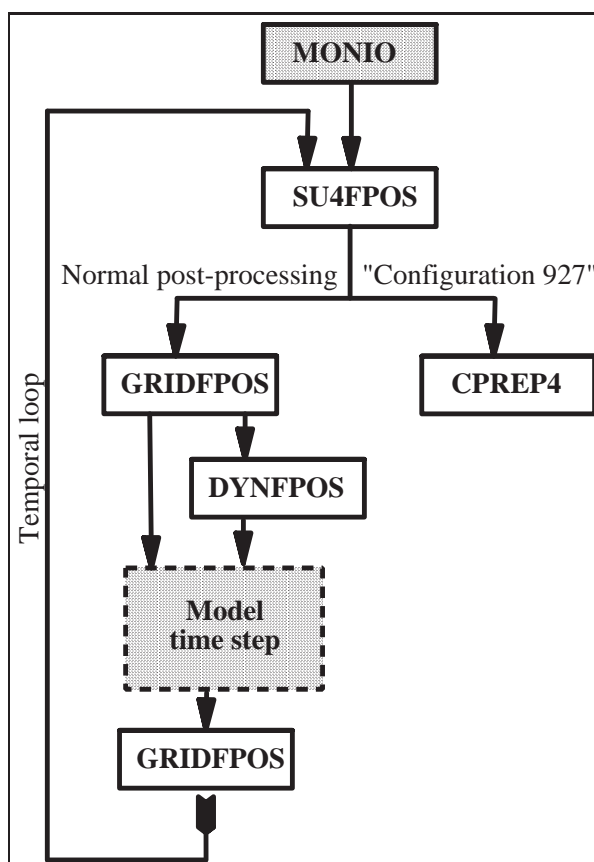 MONIO
SU4FPOS
Normal post-processing
"Configuration 927"
GRIDFPOS
CPREP4
Temporal loop
DYNFPOS
Model
time step
GRIDFPOS